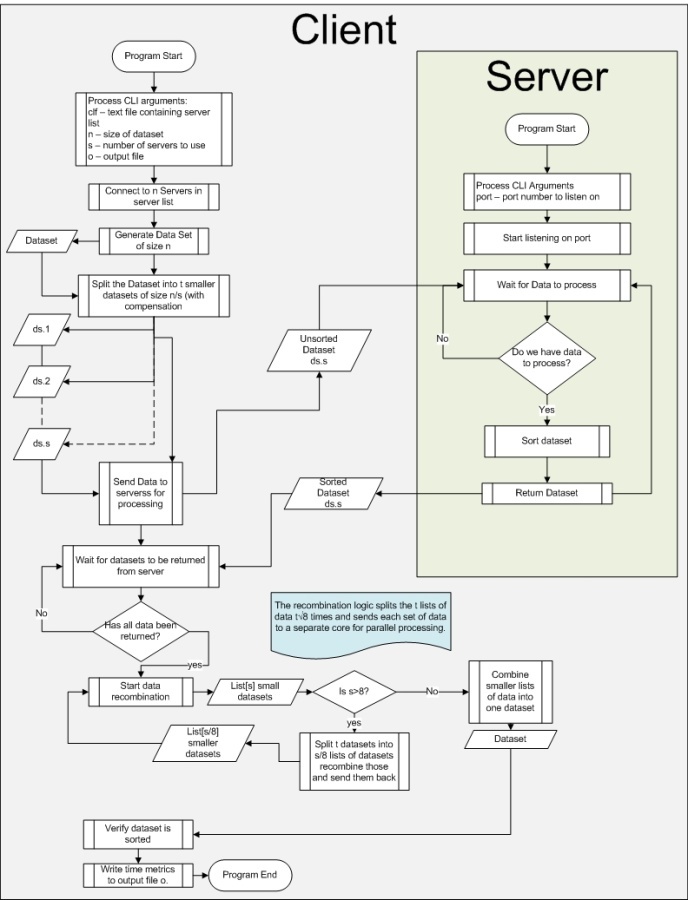 Client
Program Start
Process CLI arguments:
clf – text file containing server
list
n – size of dataset
s – number of servers to use
o – output file
Connect to n Servers in
server list
Generate Data Set
of size n
Dataset
Split the Dataset into t smaller
datasets of size n/s (with
compensation
ds.1
ds.2
ds.s
Send Data to
serverss for
processing
Unsorted
Dataset
ds.s
Sorted
Dataset
ds.s
Server
Program Start
Process CLI Arguments
port – port number to listen on
Start listening on port
Wait for Data to process
No
Do we have data
to process?
Yes
Sort dataset
Return Dataset
Wait for datasets to be returned
from server
No
Has all data been
returned?
yes
The recombination logic splits the t lists of
data t√8 times and sends each set of data
to a separate core for parallel processing.
Start data
recombination
List[s] small
datasets
Is s>8?
No
yes
Combine
smaller lists
of data into
one dataset
List[s/8]
smaller
datasets
Split t datasets into
s/8 lists of datasets
recombine those
and send them back
Dataset
Verify dataset is
sorted
Write time metrics
to output file o.
Program End